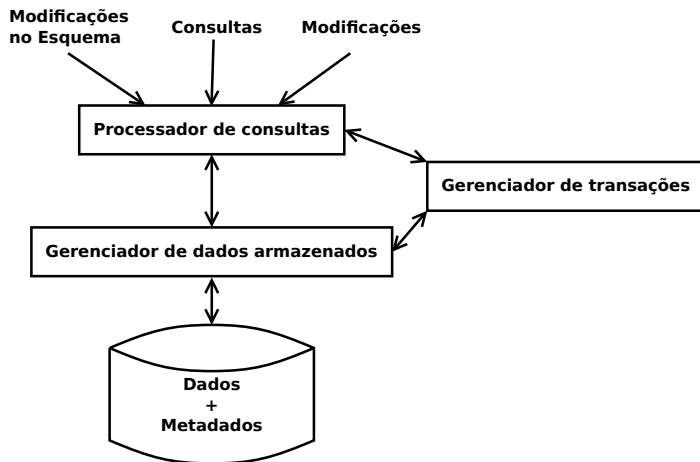 Modificações
no Esquema
Consultas
Modificações
Processador de consultas
Gerenciador de transações
Gerenciador de dados armazenados
Dados
+
Metadados